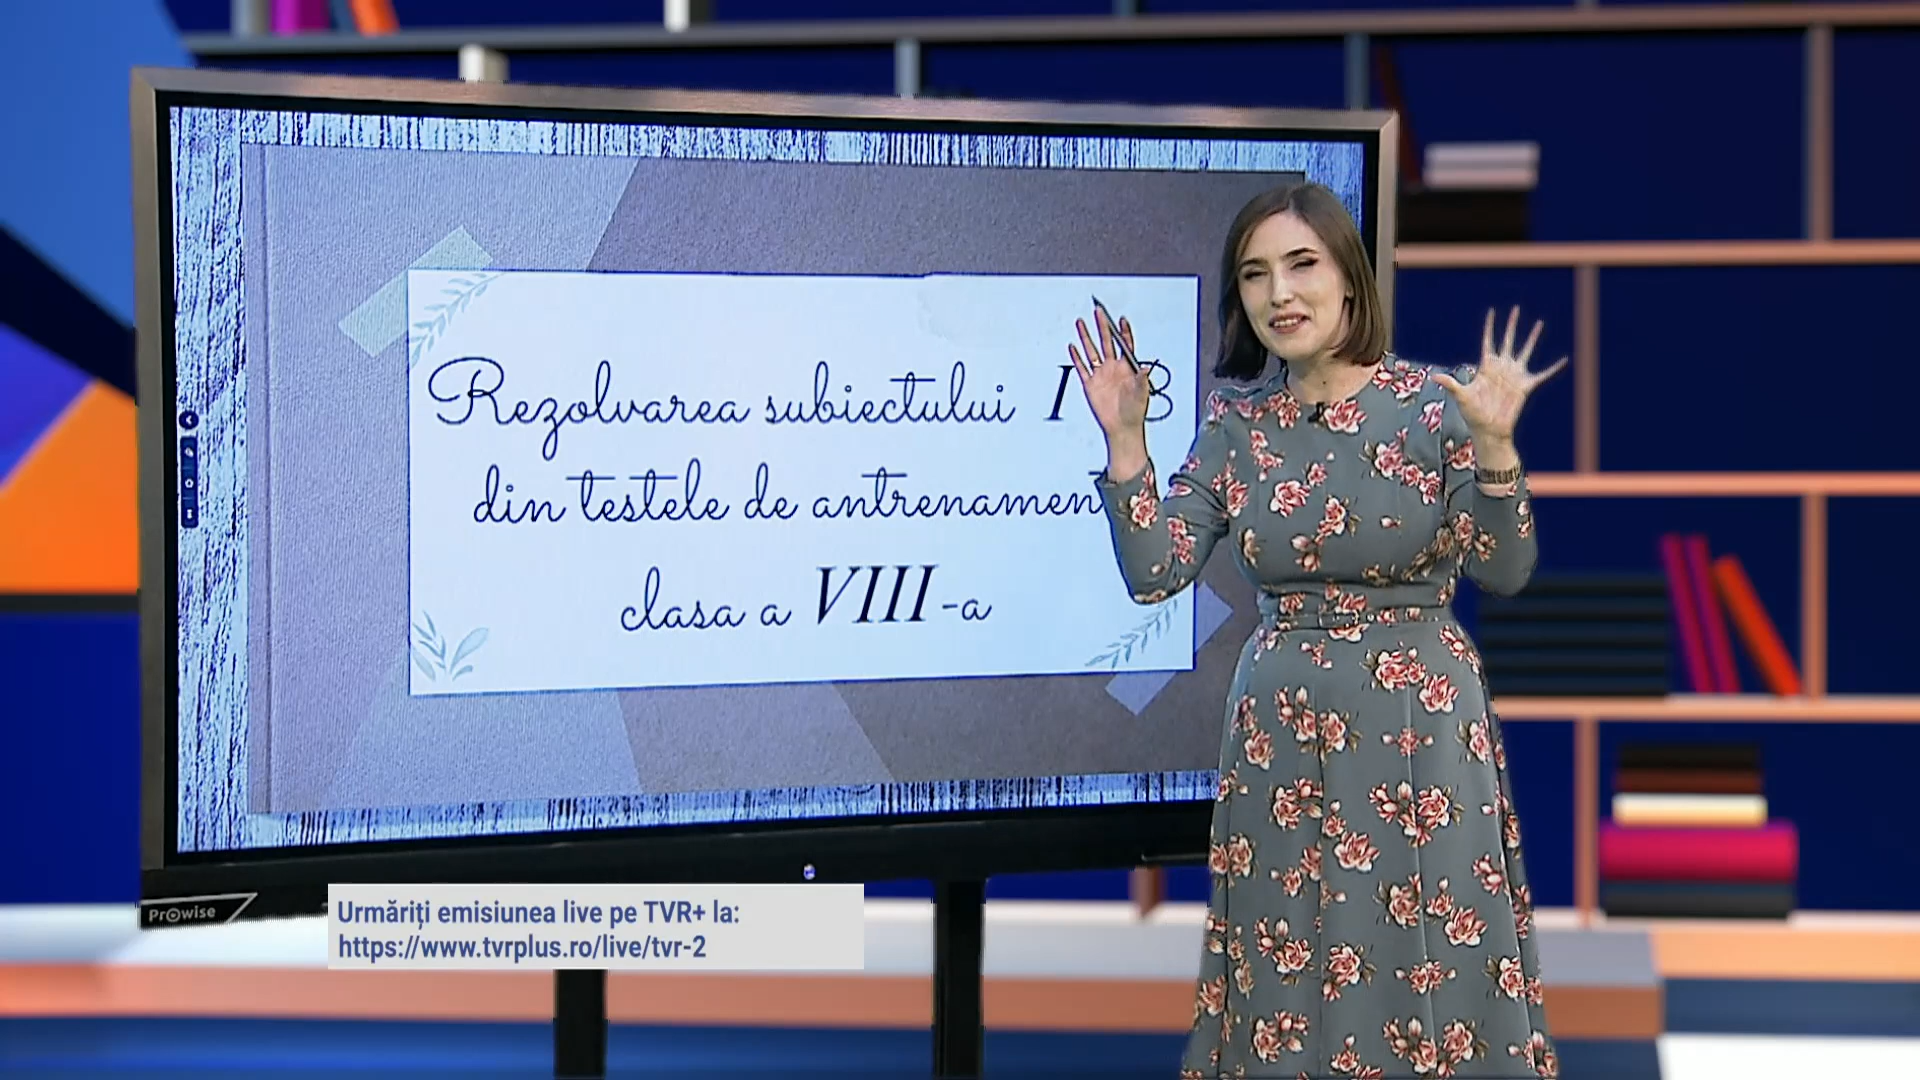 Rezolvarea subiectului I B
din testele de antrenament
clasa a VIII-a
Prowise
Urmăriți emisiunea live pe TVR+ la:
https://www.tvrplus.ro/live/tvr-2